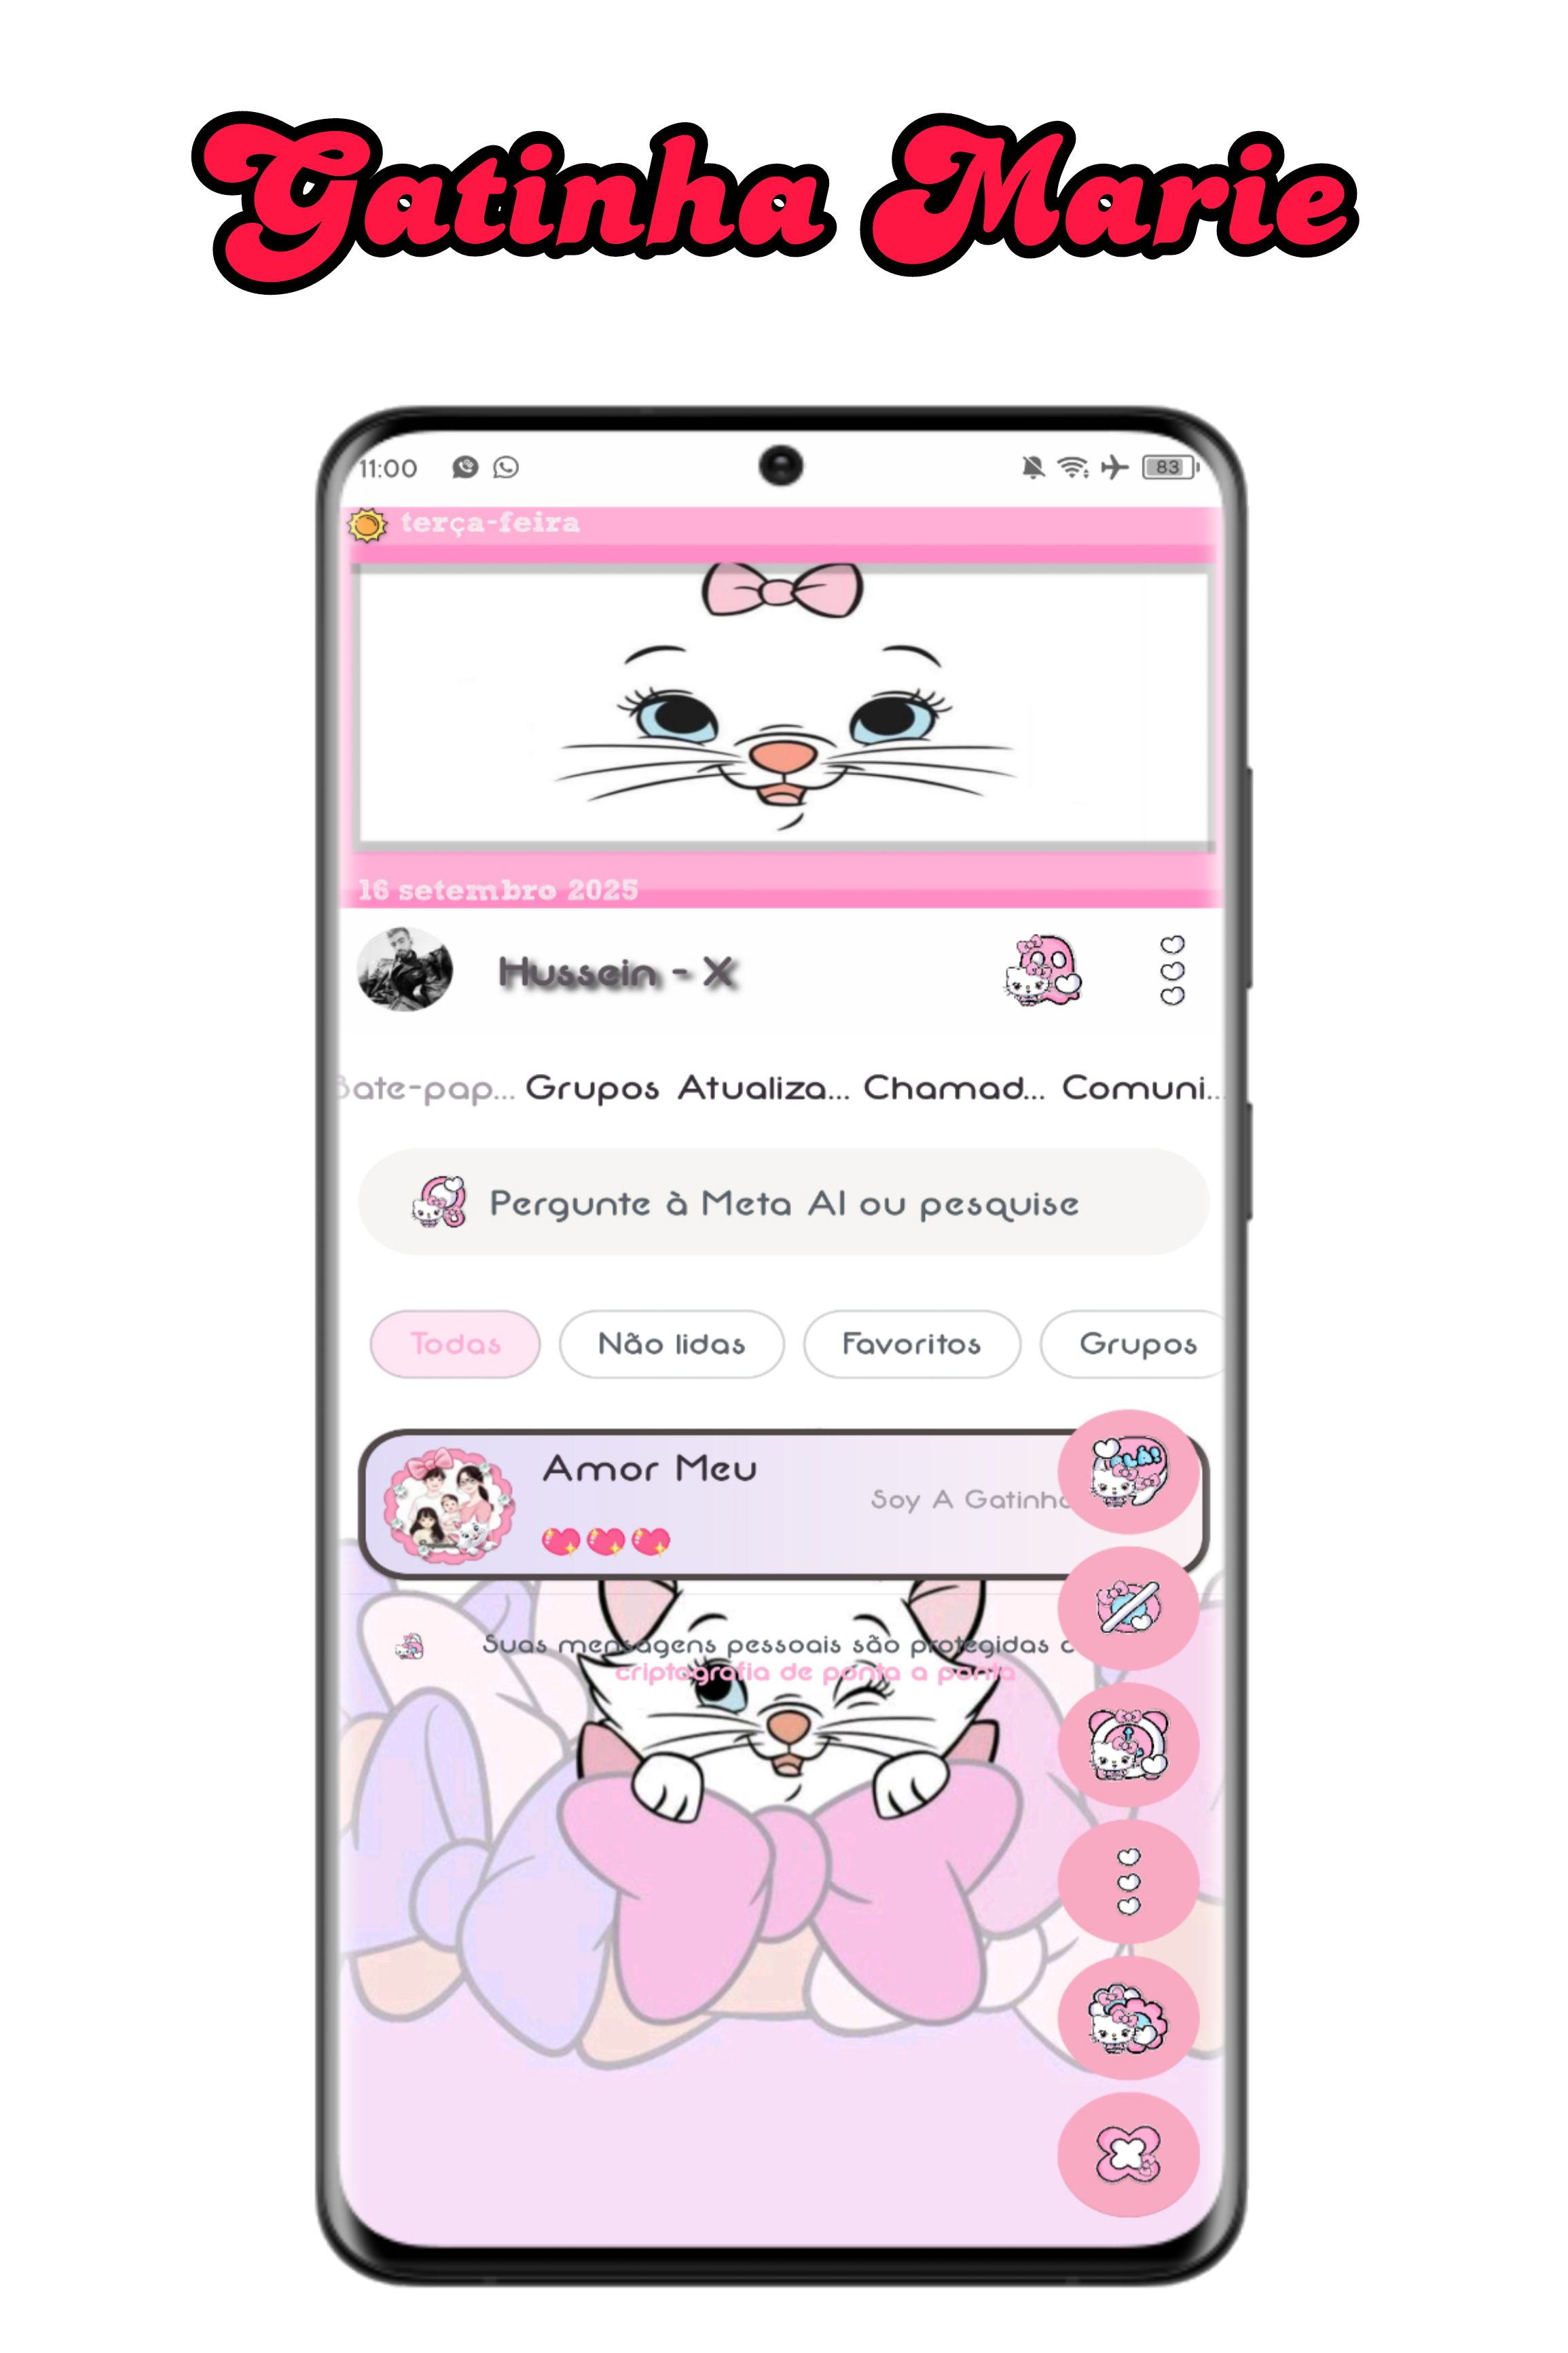 Gatinha Marie
11:00
83
terça-feira
16 setembro 2025
Hussein - X
Bate-pap... Grupos Atualiza... Chamad... Comuni...
Pergunte à Meta AI ou pesquise
Todas Não lidas Favoritos Grupos
Amor Meu
Soy A Gatinha
LÁ!
Suas mensagens pessoais são protegidas c
criptografia de ponta a ponta